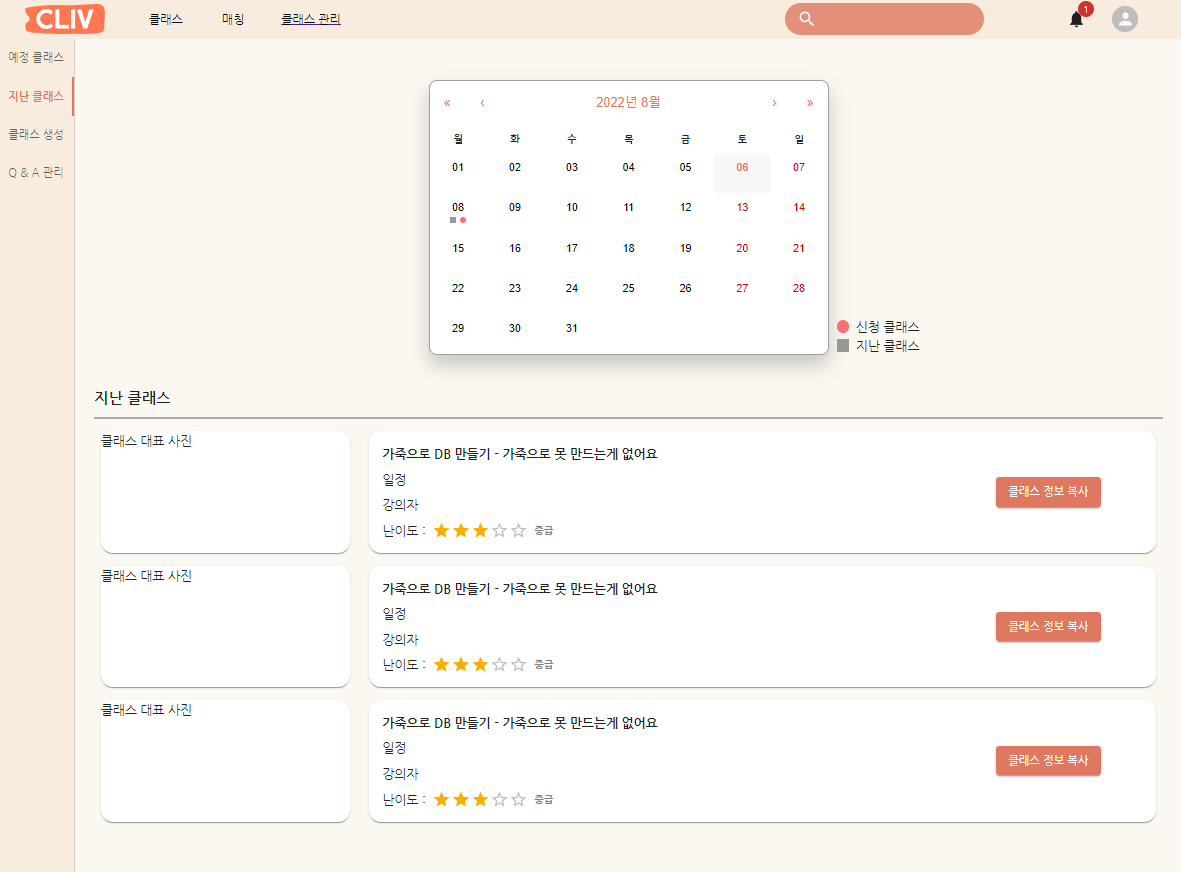 CLIV 클래스 매칭 클래스 관리 1
예정 클래스
지난 클래스
클래스 생성
Q & A 관리
« ‹ 2022년 8월 › »
월 화 수 목 금 토 일
01 02 03 04 05 06 07
08 09 10 11 12 13 14
15 16 17 18 19 20 21
22 23 24 25 26 27 28
29 30 31
신청 클래스
지난 클래스
지난 클래스
클래스 대표 사진
가죽으로 DB 만들기 - 가죽으로 못 만드는게 없어요
일정
강의자
난이도 : 중급
클래스 정보 복사
클래스 대표 사진
가죽으로 DB 만들기 - 가죽으로 못 만드는게 없어요
일정
강의자
난이도 : 중급
클래스 정보 복사
클래스 대표 사진
가죽으로 DB 만들기 - 가죽으로 못 만드는게 없어요
일정
강의자
난이도 : 중급
클래스 정보 복사